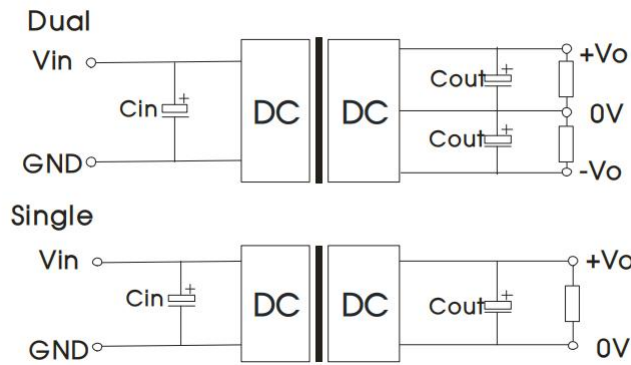 Dual
Vin
+Vo
Cout
Cin
DC
DC
0V
Cout
GND
-Vo
Single
Vin
+Vo
Cin
DC
DC
Cout
GND
0V